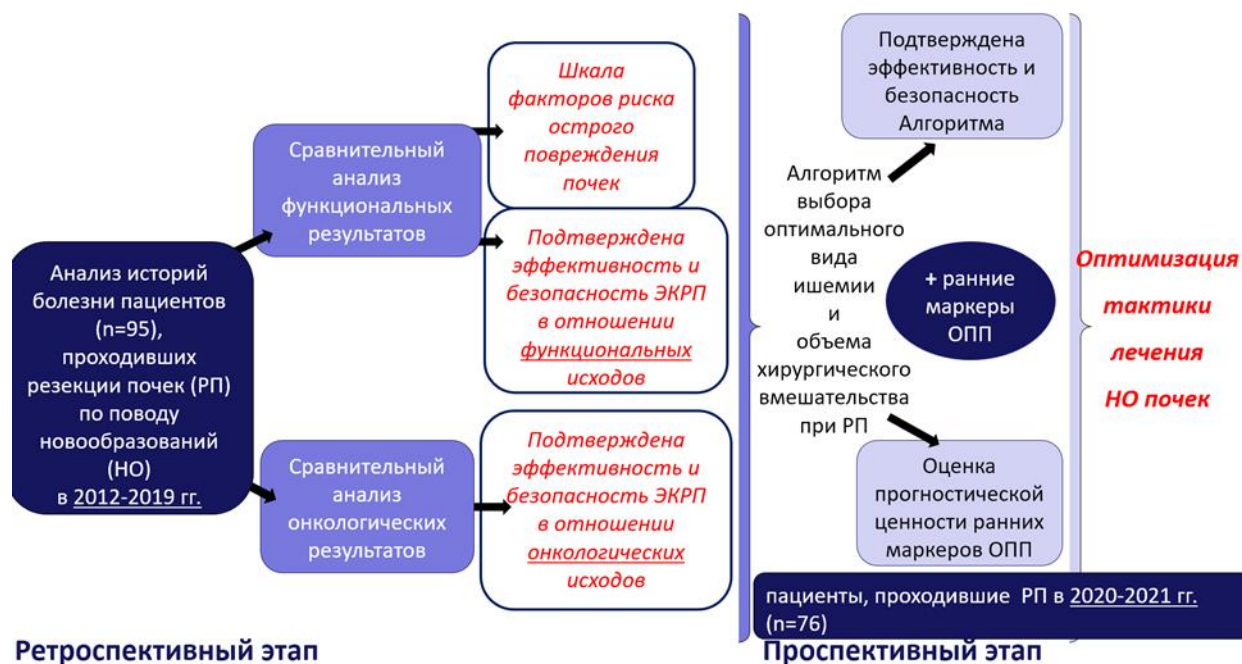 Анализ историй
болезни пациентов
(n=95),
проходивших
резекции почек (РП)
по поводу
новообразований
(НО)
в 2012-2019 гг.
Сравнительный
анализ
функциональных
результатов
Сравнительный
анализ
онкологических
результатов
Шкала
факторов риска
острого
повреждения
почек
Подтверждена
эффективность и
безопасность ЭКРП
в отношении
функциональных
исходов
Подтверждена
эффективность и
безопасность ЭКРП
в отношении
онкологических
исходов
Ретроспективный этап
Алгоритм
выбора
оптимального
вида
ишемии
и
объема
хирургического
вмешательства
при РП
Подтверждена
эффективность и
безопасность
Алгоритма
+ ранние
маркеры
ОПП
Оценка
прогностической
ценности ранних
маркеров ОПП
Оптимизация
тактики
лечения
НО почек
пациенты, проходившие РП в 2020-2021 гг.
(n=76)
Проспективный этап